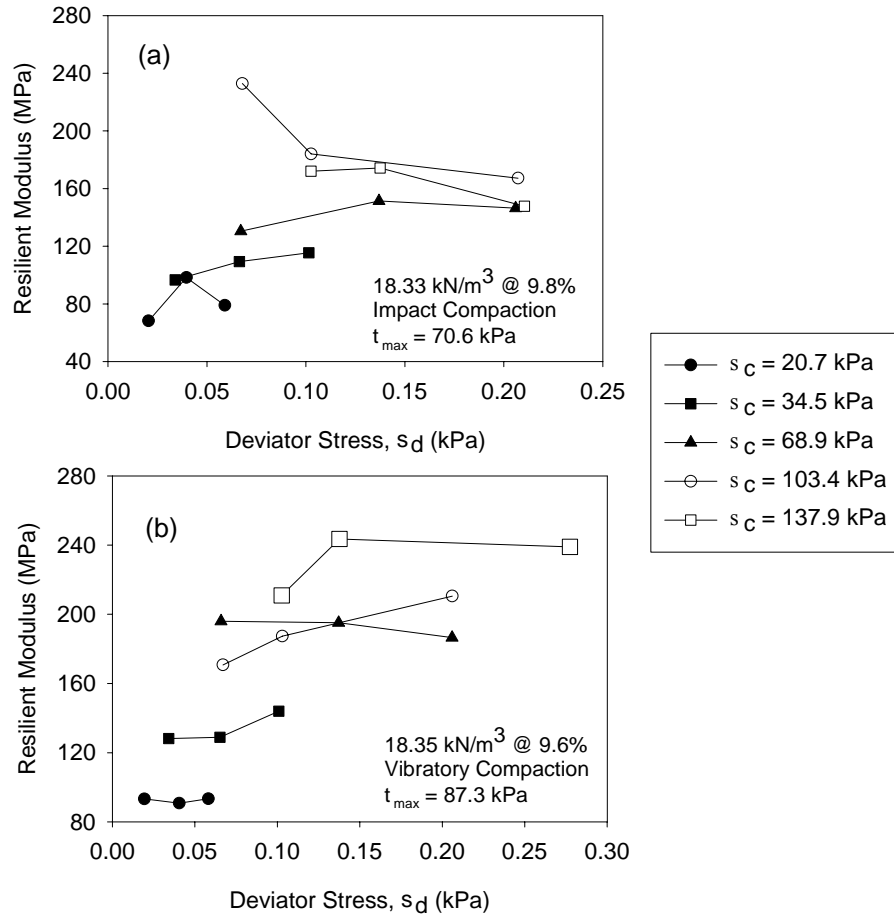 280
240
200
160
120
80
40
Resilient Modulus (MPa)
(a)
18.33 kN/m3 @ 9.8%
Impact Compaction
tmax = 70.6 kPa
0.00 0.05 0.10 0.15 0.20 0.25
Deviator Stress, sd (kPa)
s c = 20.7 kPa
s c = 34.5 kPa
s c = 68.9 kPa
s c = 103.4 kPa
s c = 137.9 kPa
280
240
200
160
120
80
Resilient Modulus (MPa)
(b)
18.35 kN/m3 @ 9.6%
Vibratory Compaction
tmax = 87.3 kPa
0.00 0.05 0.10 0.15 0.20 0.25 0.30
Deviator Stress, sd (kPa)